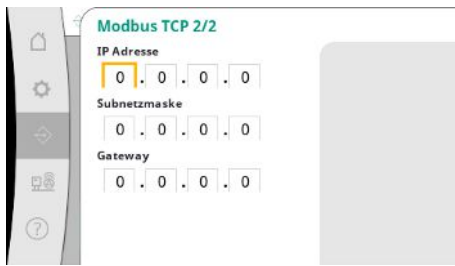 Modbus TCP 2/2
IP Adresse
0 . 0 . 0 . 0
Subnetzmaske
0 . 0 . 0 . 0
Gateway
0 . 0 . 0 . 0
?